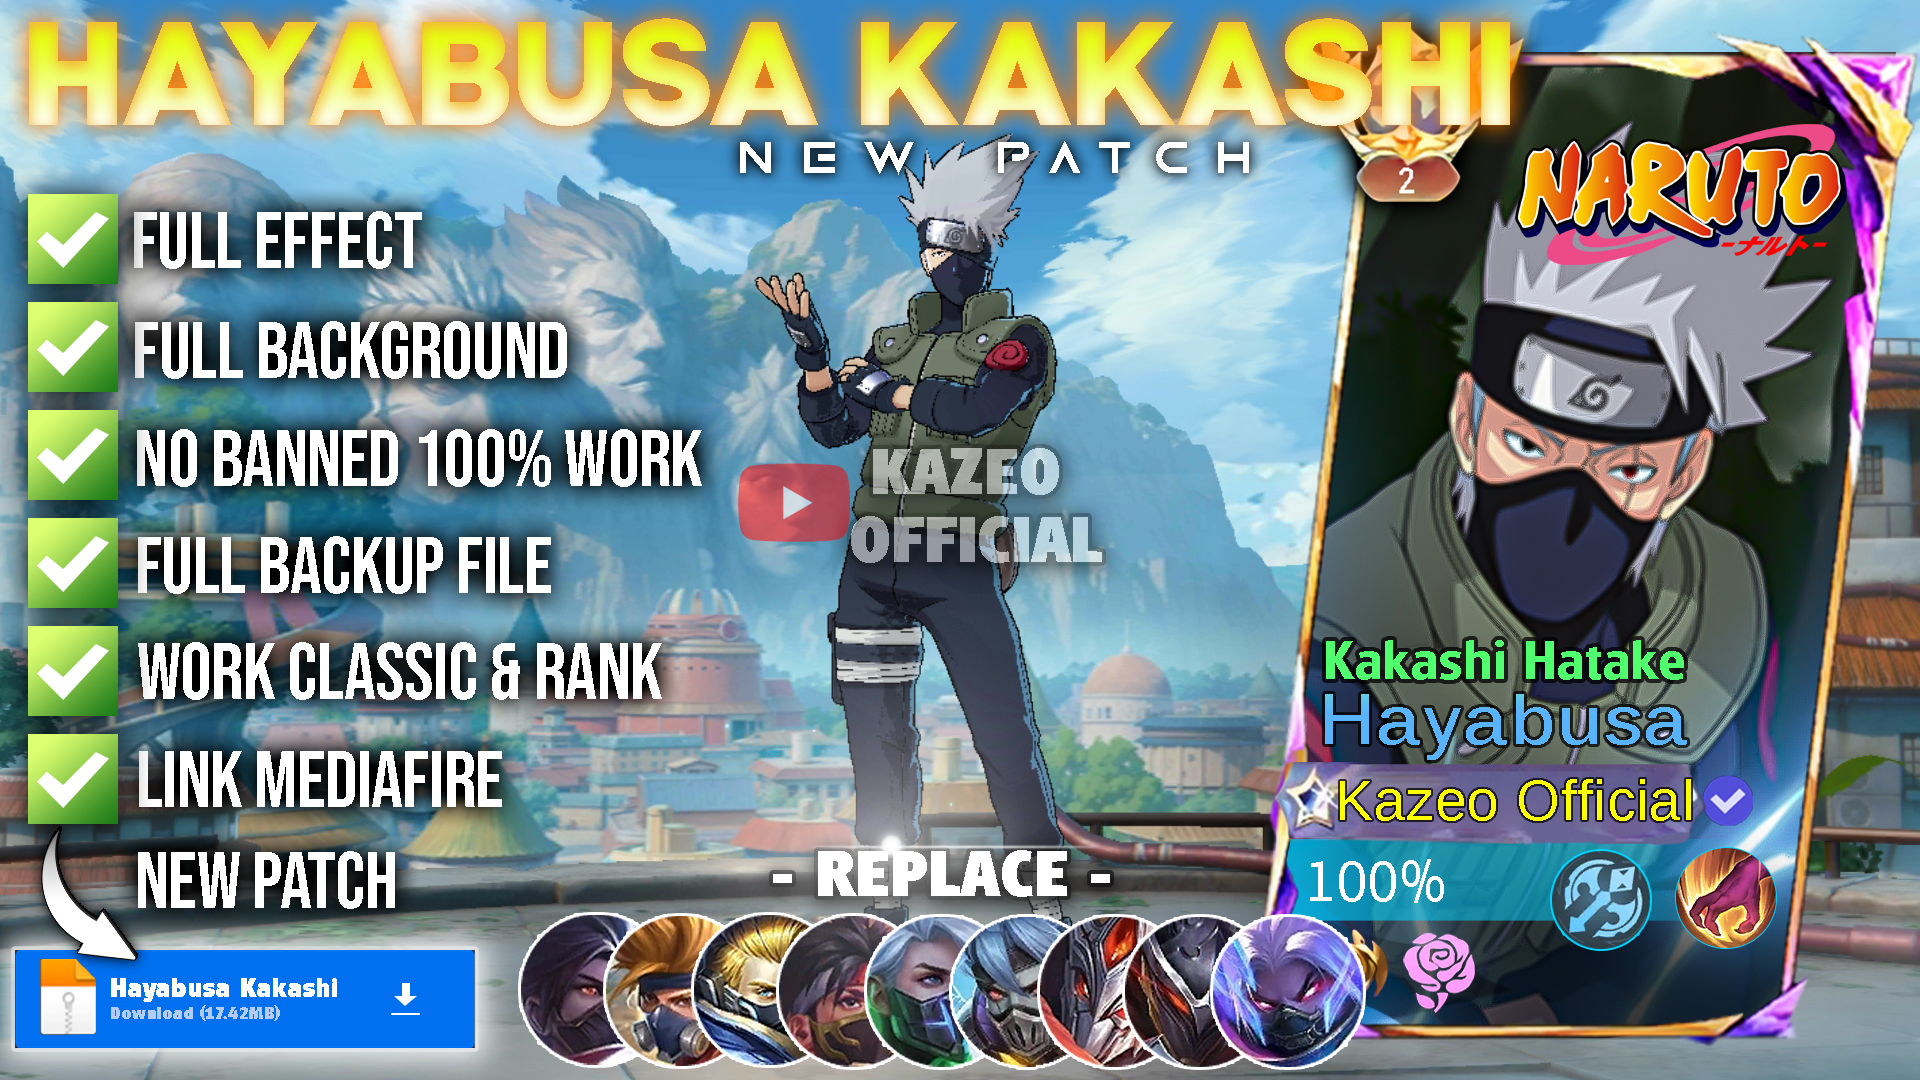 HAYABUSA KAKASHI
NEW PATCH
2
NARUTO
-ナルト-
FULL EFFECT
FULL BACKGROUND
NO BANNED 100% WORK
KAZEO
OFFICIAL
FULL BACKUP FILE
WORK CLASSIC & RANK
Kakashi Hatake
Hayabusa
LINK MEDIAFIRE
Kazeo Official
NEW PATCH
- REPLACE -
100%
Hayabusa Kakashi
Download (17.42MB)